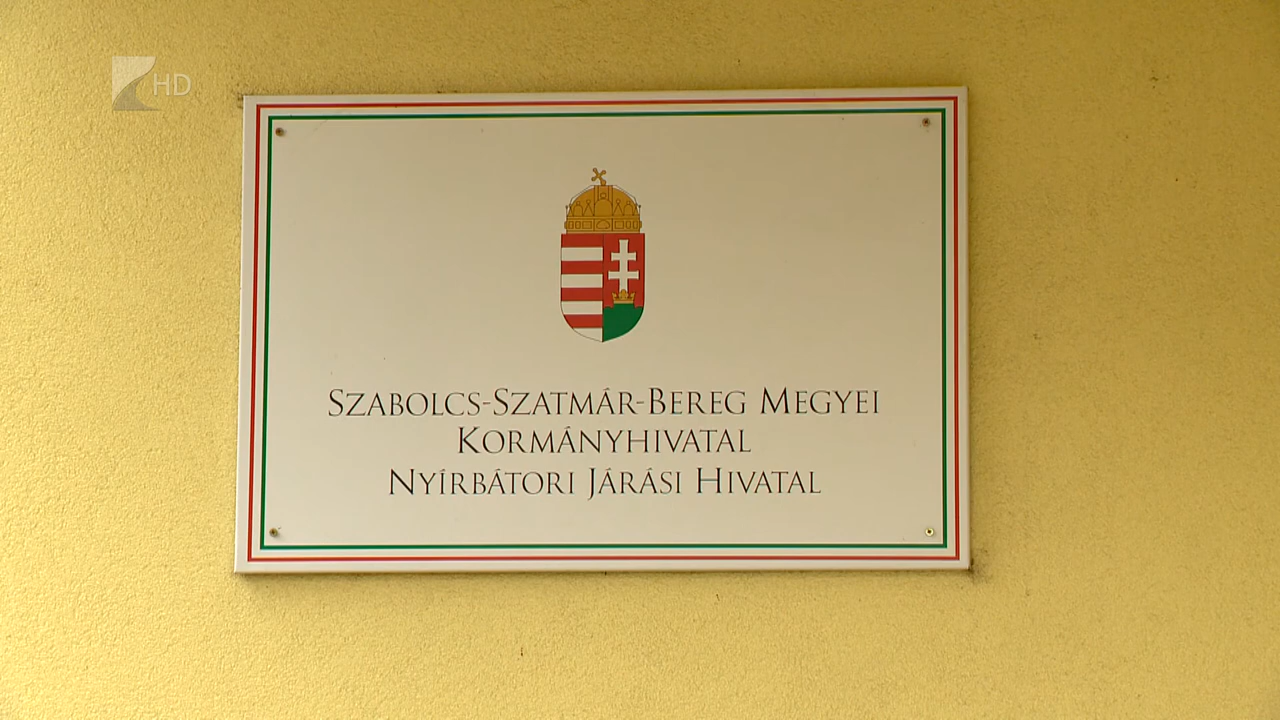 HD
SZABOLCS-SZATMÁR-BEREG MEGYEI
KORMÁNYHIVATAL
NYÍRBÁTORI JÁRÁSI HIVATAL